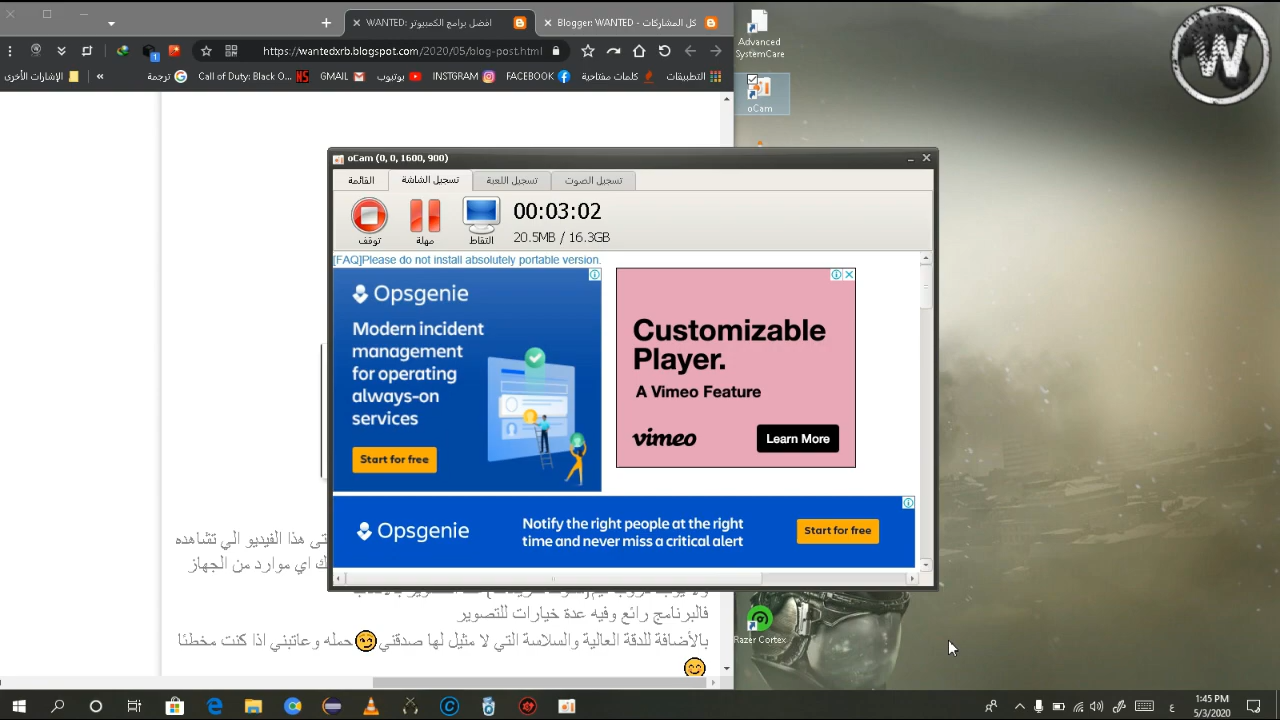 WANTED: افضل برامج الكمبيوتر
Blogger: WANTED - كل المشاركات
https://wantedxrb.blogspot.com/2020/05/blog-post.html
1
الإشارات الأخرى
»
ترجمة
Call of Duty: Black O...
GMAIL
يوتيوب
INSTGRAM
FACEBOOK
كلمات مفتاحية
التطبيقات
Advanced
SystemCare
oCam
W
oCam (0, 0, 1600, 900)
القائمة
تسجيل الشاشة
تسجيل اللعبة
تسجيل الصوت
00:03:02
20.5MB / 16.3GB
توقف
مهلة
التقاط
[FAQ]Please do not install absolutely portable version.
Opsgenie
Modern incident
management
for operating
always-on
services
Start for free
Customizable
Player.
A Vimeo Feature
vimeo
Learn More
Opsgenie
Notify the right people at the right
time and never miss a critical alert
Start for free
هذا الفيديو الي تشاهده
اي موارد من الجهاز
فالبرنامج رائع وفيه عدة خيارات للتصوير
بالأضافة للدقة العالية والسلاسة التي لا مثيل لها صدقني😊حمله وعاتبني اذا كنت مخطئا
😊
Razer Cortex
ع
1:45 PM
5/3/2020